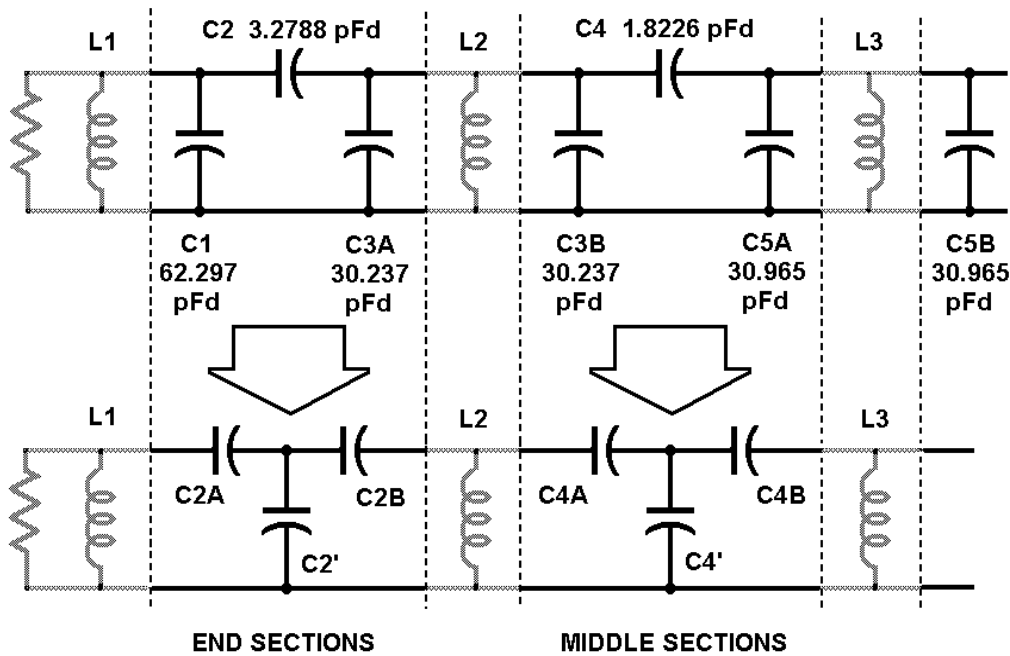 C2 3.2788 pFd
C4 1.8226 pFd
L1
L2
L3
C1
62.297
pFd
C3A
30.237
pFd
C3B
30.237
pFd
C5A
30.965
pFd
C5B
30.965
pFd
L1
L2
L3
C2A
C2B
C4A
C4B
C2'
C4'
END SECTIONS
MIDDLE SECTIONS